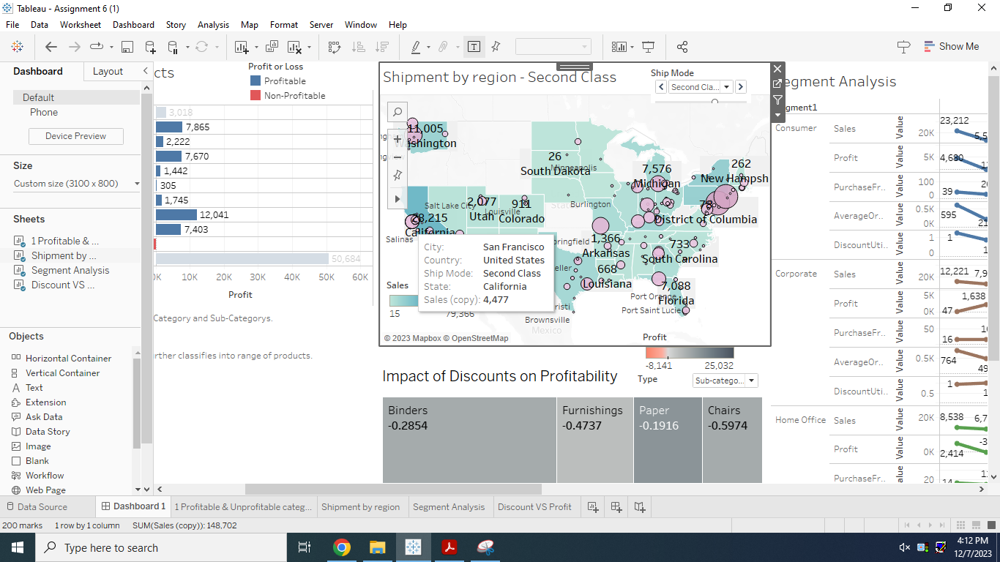 Tableau - Assignment 6 (1)
File Data Worksheet Dashboard Story Analysis Map Format Server Window Help
Show Me
Dashboard Layout
Default
Phone
Device Preview
Size
Custom size (3100 x 800)
Sheets
1 Profitable & ...
Shipment by ...
Segment Analysis
Discount VS ...
Objects
Horizontal Container
Vertical Container
Text
Extension
Ask Data
Data Story
Image
Blank
Workflow
Web Page
cts
Profit or Loss
Profitable
Non-Profitable
3,018
7,865
2,222
7,670
1,442
305
1,745
12,041
7,403
50,684
K 10K 20K 30K 40K 50K 60K
Profit
Category and Sub-Categorys.
rther classifies into range of products.
Shipment by region - Second Class
Ship Mode
Second Cla...
11,005
Washington
26
South Dakota
Minneapolis
7,576
Michigan
262
New Hampsh
Salt Lake City
2,077
Utah
Louisville
911
Colorado
Burlington
78
District of Columbia
28,215
California
Salinas
pringfield
1,366
Arkansas
733
South Carolina
eller
668
Louisiana
Port Orange
7,088
Florida
Port Saint Lucie
risti
Brownsville
Mexico
City: San Francisco
Country: United States
Ship Mode: Second Class
State: California
Sales (copy): 4,477
Sales
15 79,366
© 2023 Mapbox © OpenStreetMap
Profit
-8,141 25,032
Impact of Discounts on Profitability
Type
Sub-catego...
Binders
-0.2854
Furnishings
-0.4737
Paper
-0.1916
Chairs
-0.5974
egment Analysis
egment1
Consumer Sales Value 20K 23,212 5,5
Profit Value 5K 4,680
PurchaseFr.. Value 100 0 39
AverageOr.. Value 0.5K 0K 595 21
DiscountUti.. Value 1 0 1
Corporate Sales Value 20K 12,221 7,9
Profit Value 5K 0K 47 1,638
PurchaseFr.. Value 50 16
AverageOr.. Value 0.5K 764 49
DiscountUti.. Value 0.5 1
Home Office Sales Value 20K 8,538 6,7
Profit Value 0K 2,414 -3
PurchaseFr.. Value 20 14
Data Source Dashboard 1 1 Profitable & Unprofitable categ... Shipment by region Segment Analysis Discount VS Profit
200 marks 1 row by 1 column SUM(Sales (copy)): 148,702
Type here to search
4:12 PM
12/7/2023